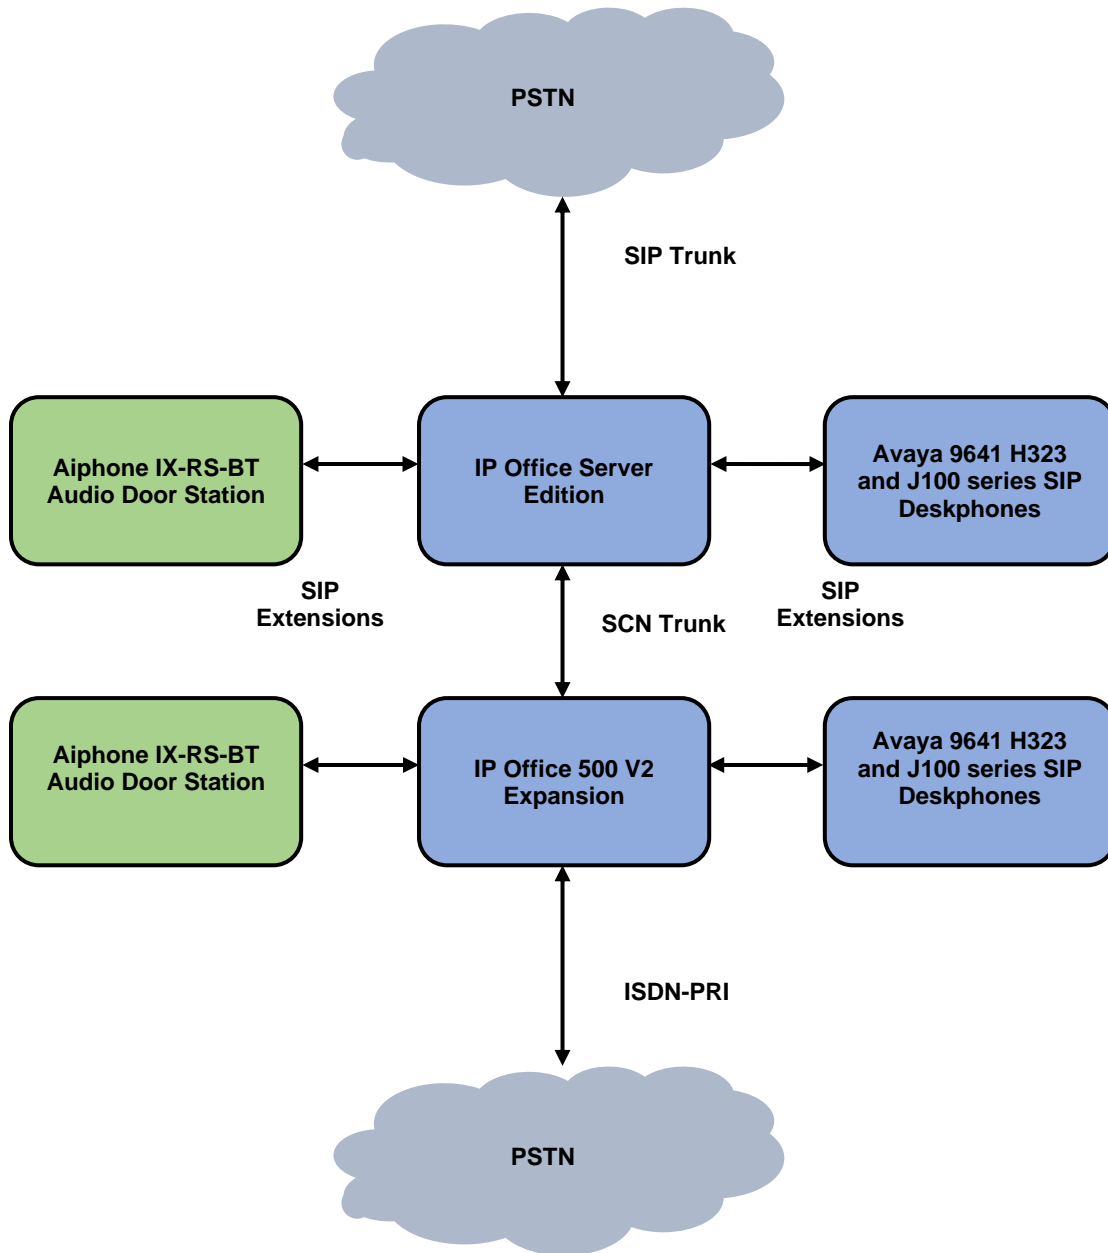 PSTN
SIP Trunk
Aiphone IX-RS-BT
Audio Door Station
IP Office Server
Edition
Avaya 9641 H323
and J100 series SIP
Deskphones
SIP
Extensions
SCN Trunk
SIP
Extensions
Aiphone IX-RS-BT
Audio Door Station
IP Office 500 V2
Expansion
Avaya 9641 H323
and J100 series SIP
Deskphones
ISDN-PRI
PSTN